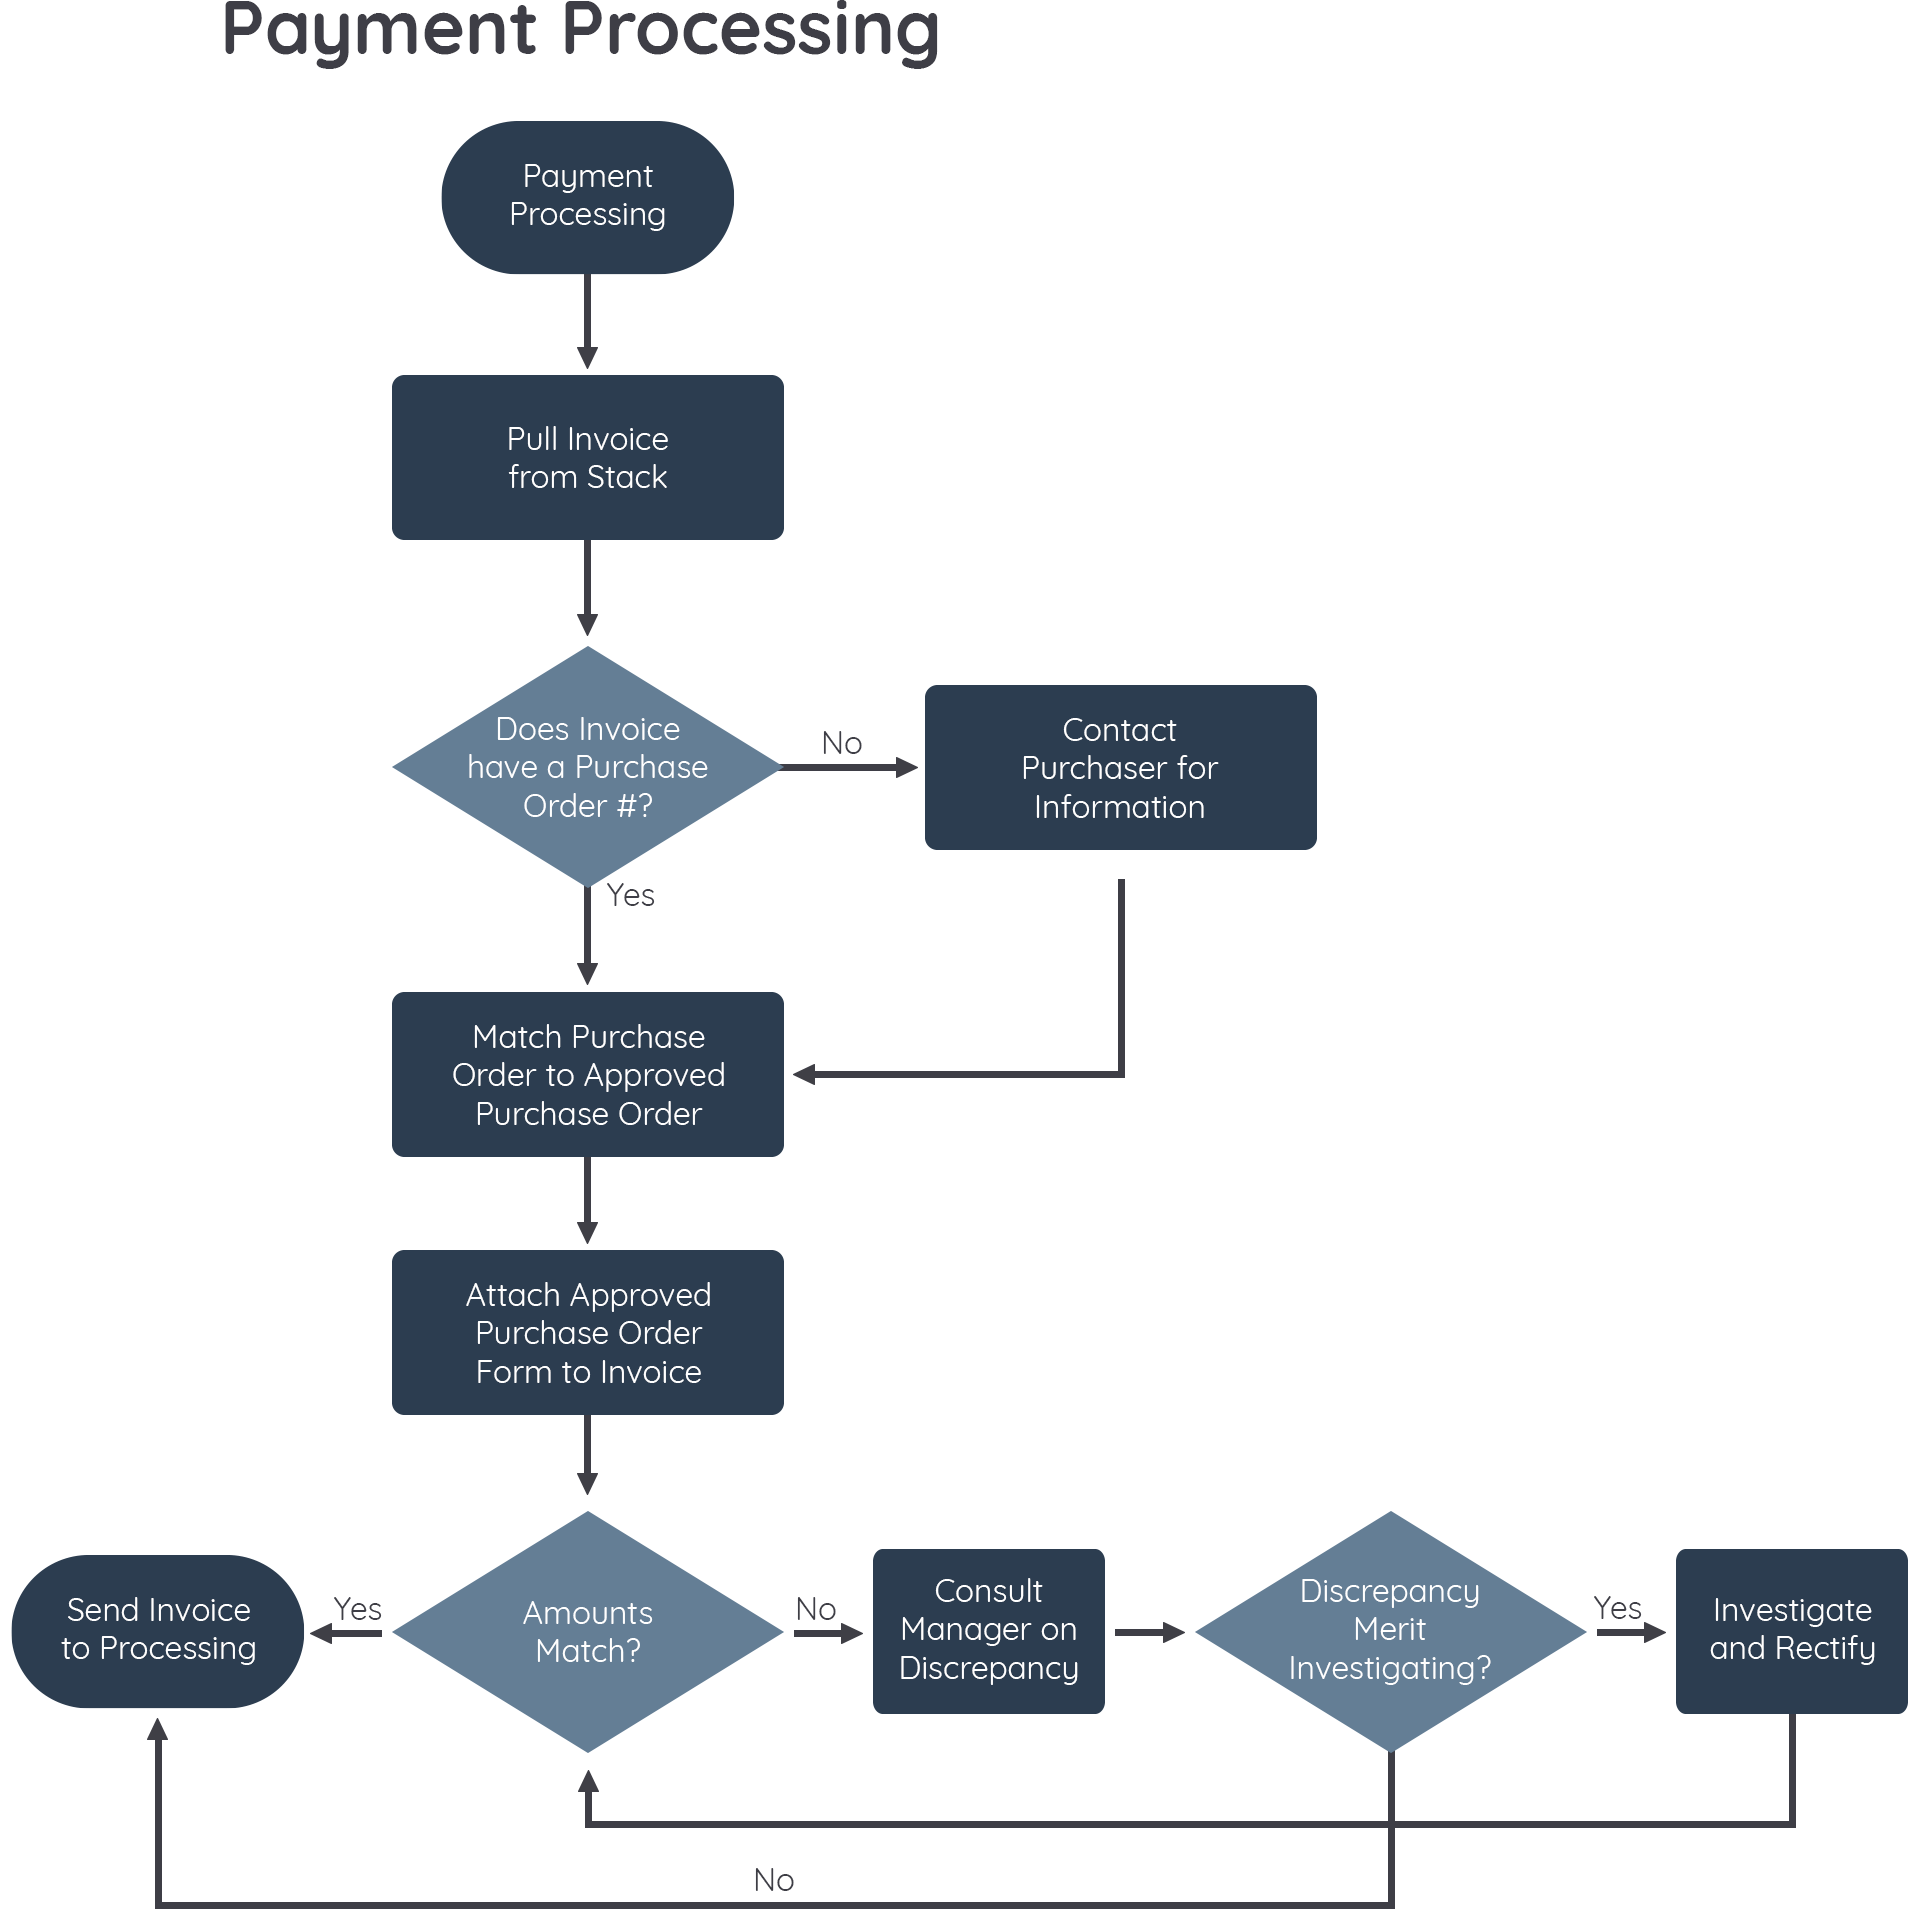 Payment Processing
Payment
Processing
Pull Invoice
from Stack
Does Invoice
have a Purchase
Order #?
No
Contact
Purchaser for
Information
Yes
Match Purchase
Order to Approved
Purchase Order
Attach Approved
Purchase Order
Form to Invoice
Send Invoice
to Processing
Yes
Amounts
Match?
No
Consult
Manager on
Discrepancy
Discrepancy
Merit
Investigating?
Yes
Investigate
and Rectify
No